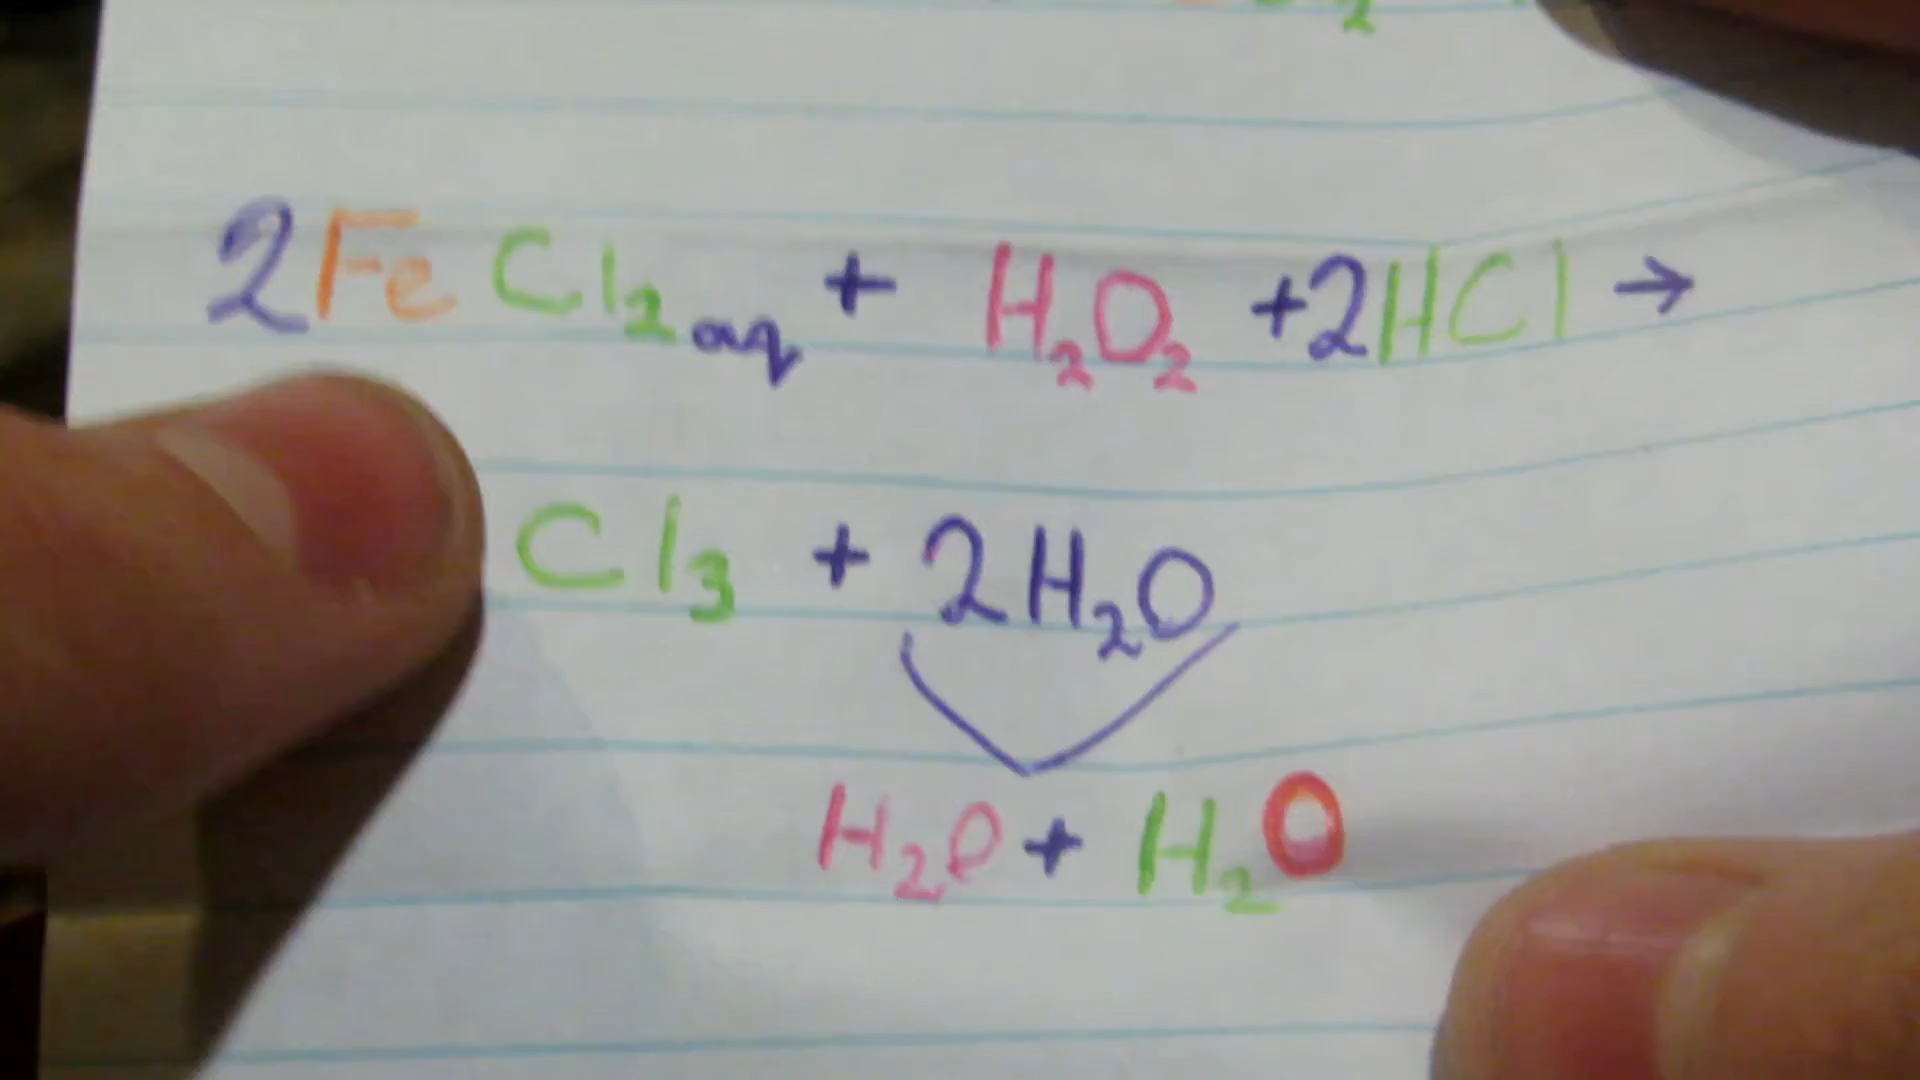 2FeCl₂aq + H₂O₂ +2HCl →
Cl₃ + 2H₂O
H₂O + H₂O